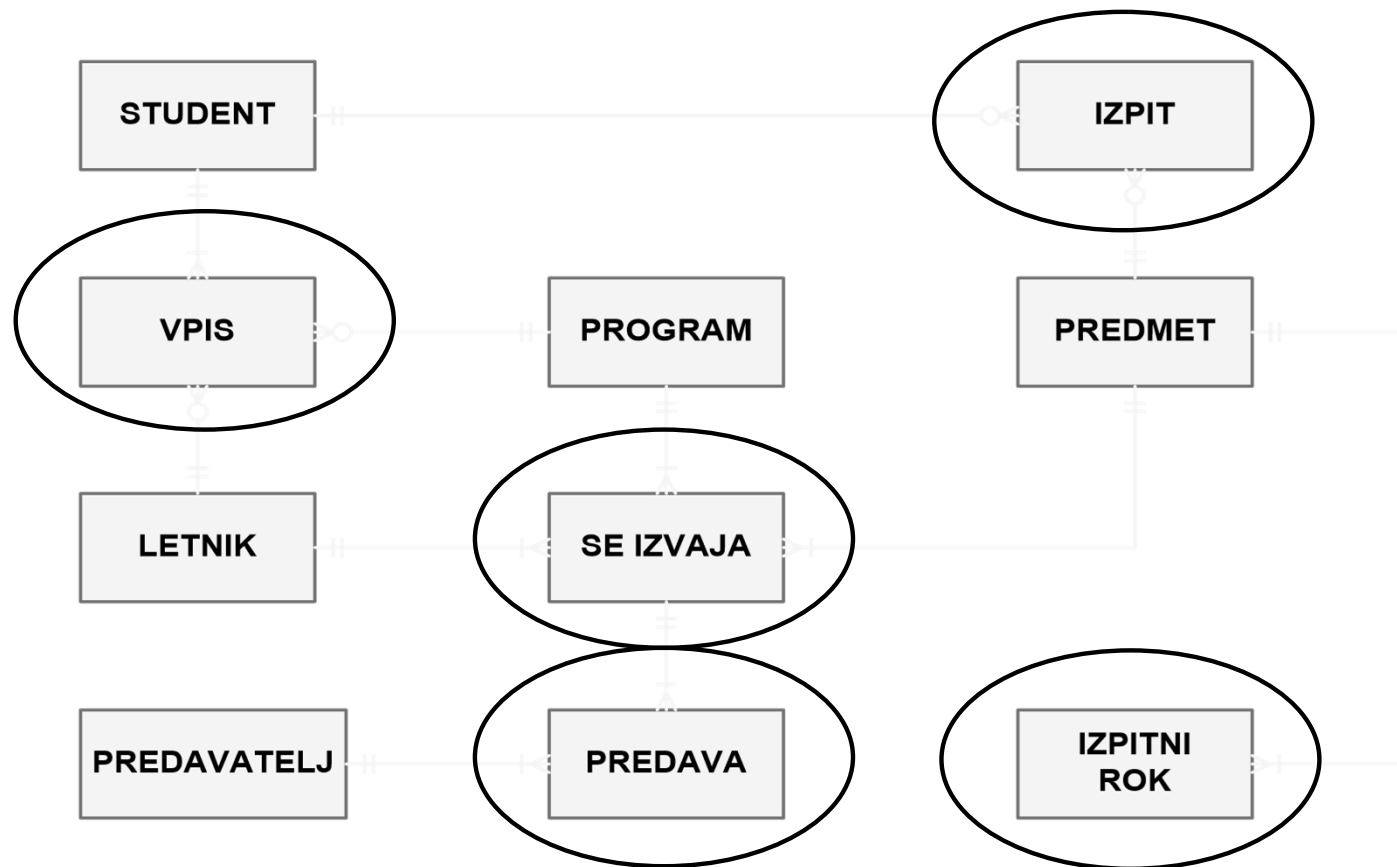 STUDENT
IZPIT
VPIS
PROGRAM
PREDMET
LETNIK
SE IZVAJA
PREDAVATELJ
PREDAVA
IZPITNI
ROK